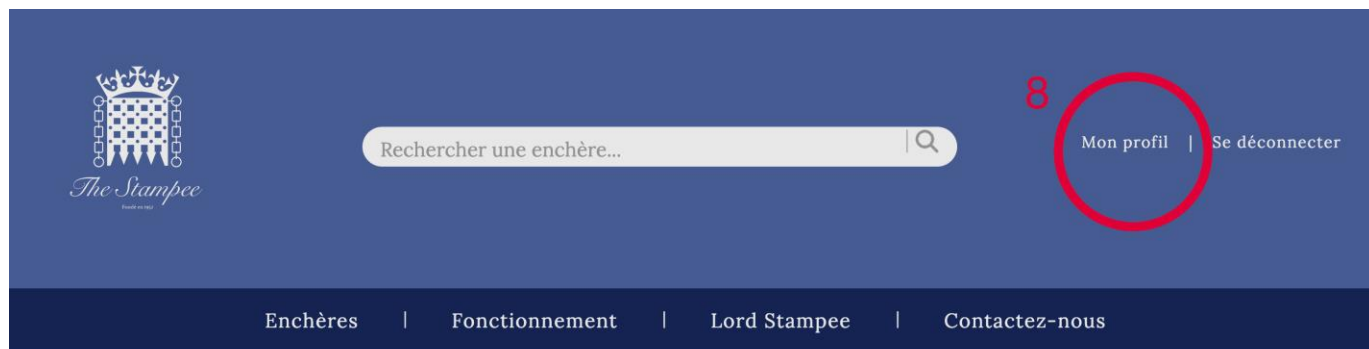 8
Rechercher une enchère...
Mon profil | Se déconnecter
The Stampee
Enchères | Fonctionnement | Lord Stampee | Contactez-nous